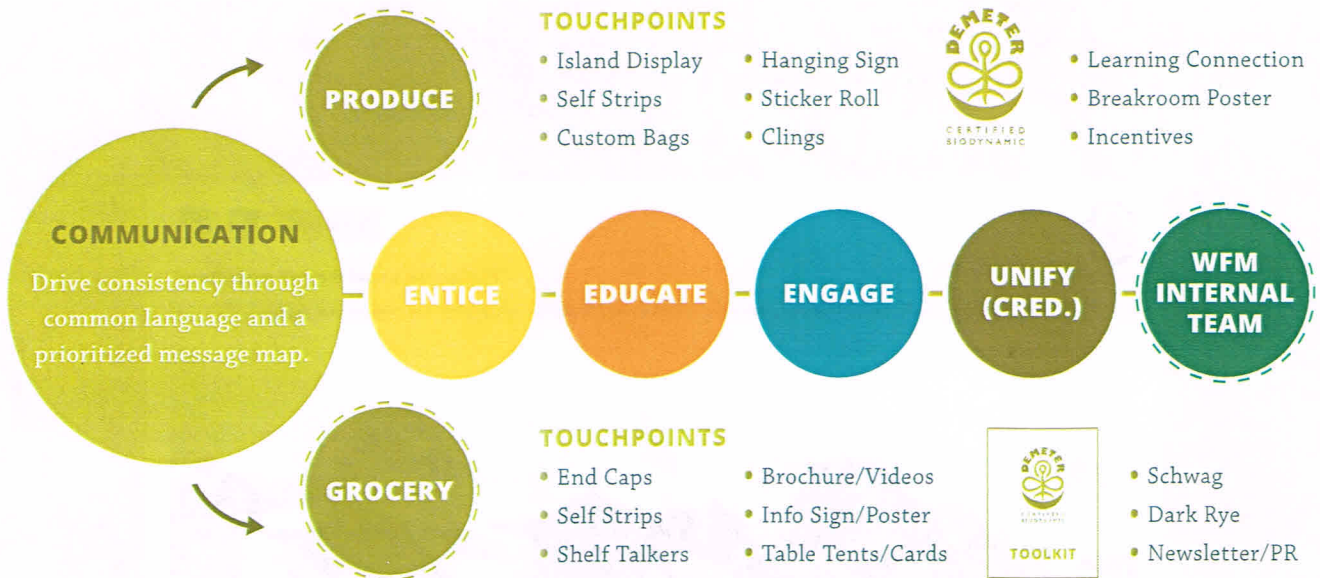 TOUCHPOINTS
• Island Display
• Self Strips
• Custom Bags
• Hanging Sign
• Sticker Roll
• Clings
DEMETER
CERTIFIED
BIODYNAMIC
• Learning Connection
• Breakroom Poster
• Incentives
PRODUCE
COMMUNICATION
Drive consistency through
common language and a
prioritized message map.
ENTICE
EDUCATE
ENGAGE
UNIFY
(CRED.)
WFM
INTERNAL
TEAM
GROCERY
TOUCHPOINTS
• End Caps
• Self Strips
• Shelf Talkers
• Brochure/Videos
• Info Sign/Poster
• Table Tents/Cards
DEMETER
CERTIFIED
BIODYNAMIC
TOOLKIT
• Schwag
• Dark Rye
• Newsletter/PR